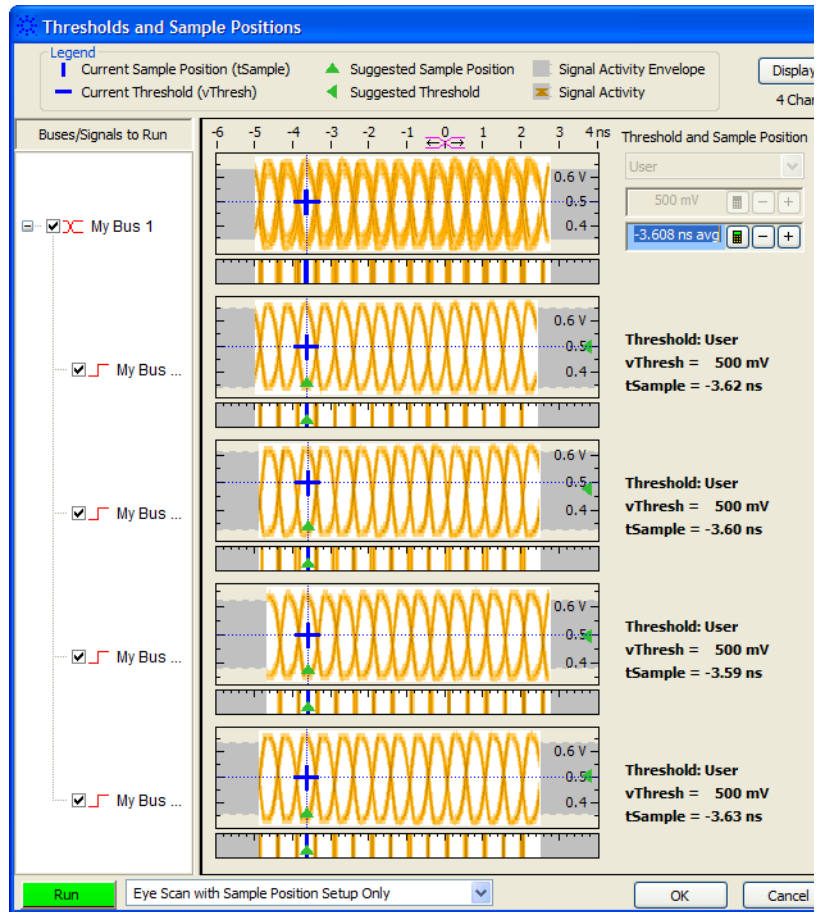 Thresholds and Sample Positions
Legend
Current Sample Position (tSample)
Suggested Sample Position
Signal Activity Envelope
Current Threshold (vThresh)
Suggested Threshold
Signal Activity
Display
4 Char
Buses/Signals to Run
-6 -5 -4 -3 -2 -1 0 1 2 3 4 ns
Threshold and Sample Position
User
500 mV
-3.608 ns avg
My Bus 1
0.6 V
0.5
0.4
My Bus ...
0.6 V
0.5
0.4
Threshold: User
vThresh = 500 mV
tSample = -3.62 ns
My Bus ...
0.6 V
0.5
0.4
Threshold: User
vThresh = 500 mV
tSample = -3.60 ns
My Bus ...
0.6 V
0.5
0.4
Threshold: User
vThresh = 500 mV
tSample = -3.59 ns
My Bus ...
0.6 V
0.5
0.4
Threshold: User
vThresh = 500 mV
tSample = -3.63 ns
Run
Eye Scan with Sample Position Setup Only
OK
Cancel